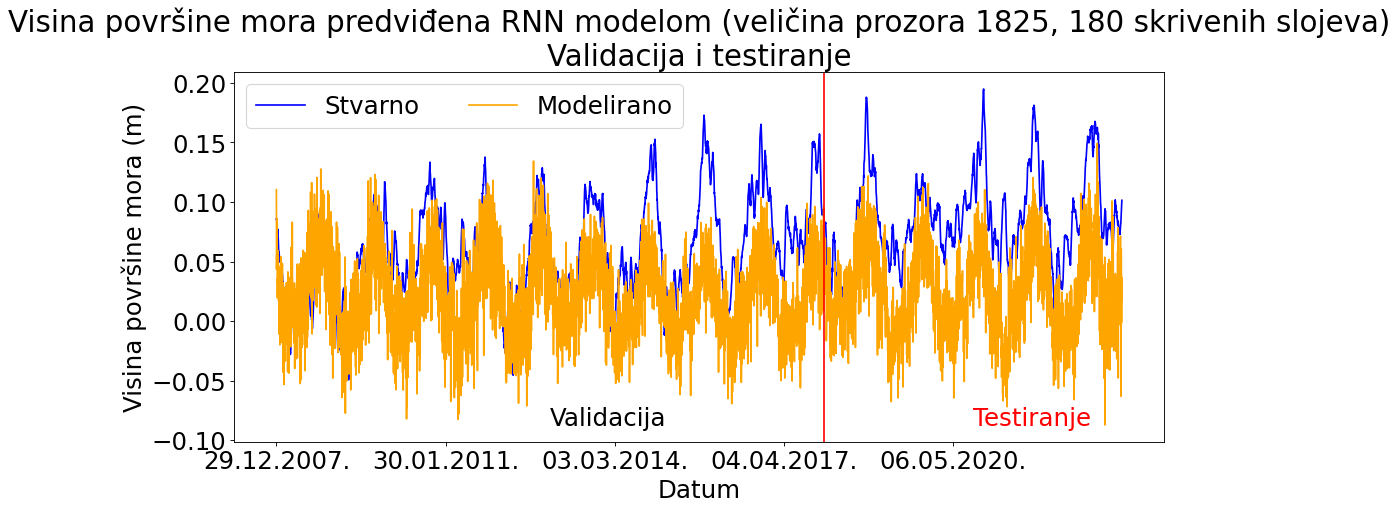 Visina površine mora predviđena RNN modelom (veličina prozora 1825, 180 skrivenih slojeva)
Validacija i testiranje
Stvarno
Modelirano
Visina površine mora (m)
0.20
0.15
0.10
0.05
0.00
−0.05
−0.10
Validacija
Testiranje
29.12.2007.
30.01.2011.
03.03.2014.
04.04.2017.
06.05.2020.
Datum